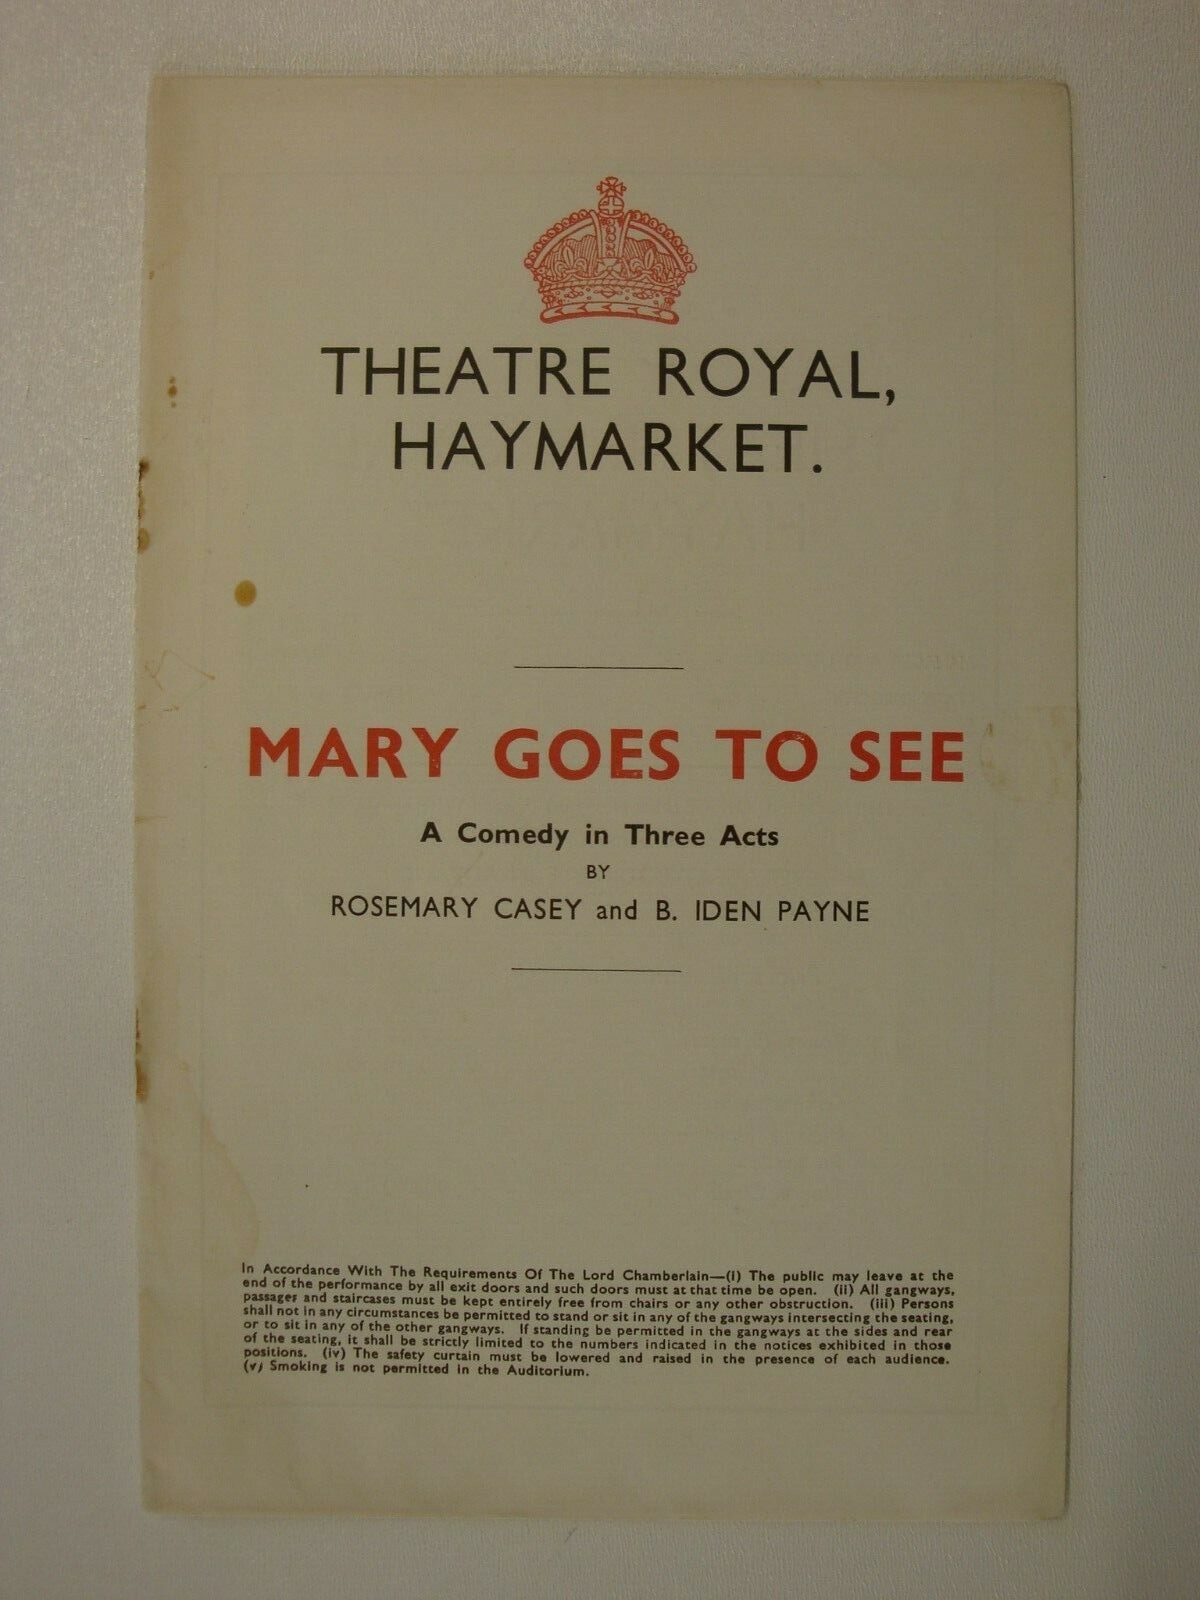 THEATRE ROYAL,
HAYMARKET.
MARY GOES TO SEE
A Comedy in Three Acts
BY
ROSEMARY CASEY and B. IDEN PAYNE
In Accordance With The Requirements Of The Lord Chamberlain—(i) The public may leave at the
end of the performance by all exit doors and such doors must at that time be open. (ii) All gangways,
passages and staircases must be kept entirely free from chairs or any other obstruction. (iii) Persons
shall not in any circumstances be permitted to stand or sit in any of the gangways intersecting the seating,
or to sit in any of the other gangways. If standing be permitted in the gangways at the sides and rear
of the seating, it shall be strictly limited to the numbers indicated in the notices exhibited in those
positions. (iv) The safety curtain must be lowered and raised in the presence of each audience.
(v) Smoking is not permitted in the Auditorium.